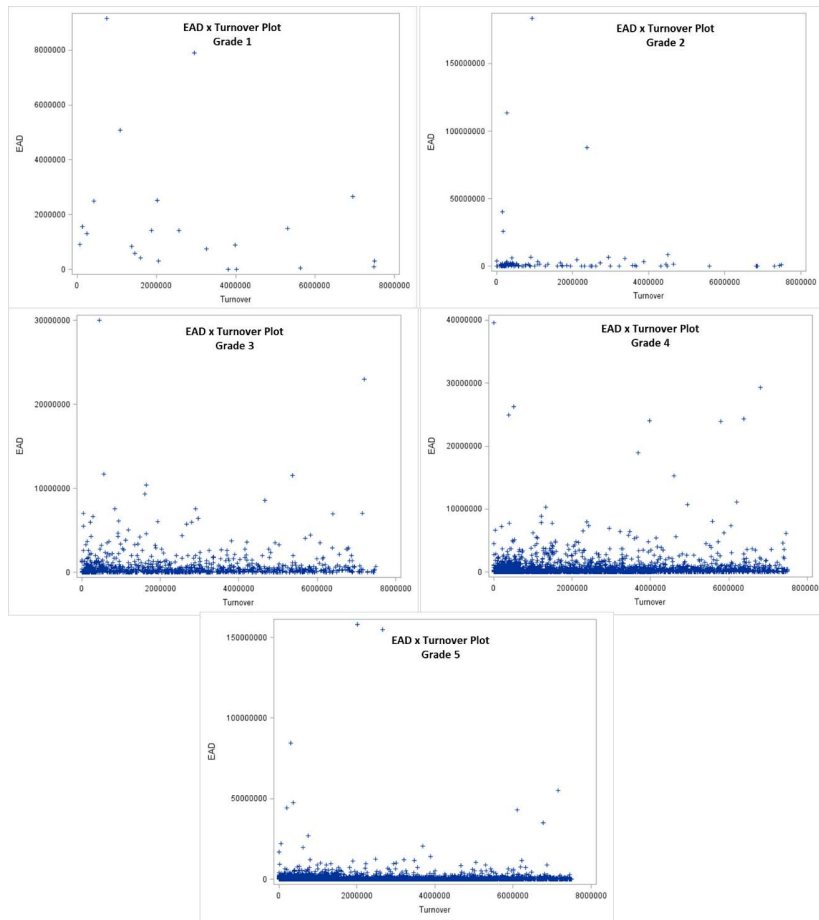 EAD x Turnover Plot
Grade 1
8000000
6000000
4000000
2000000
0
EAD
0 2000000 4000000 6000000 8000000
Turnover
EAD x Turnover Plot
Grade 2
150000000
100000000
50000000
0
EAD
0 2000000 4000000 6000000 8000000
Turnover
EAD x Turnover Plot
Grade 3
30000000
20000000
10000000
0
EAD
0 2000000 4000000 6000000 8000000
Turnover
EAD x Turnover Plot
Grade 4
40000000
30000000
20000000
10000000
0
EAD
0 2000000 4000000 6000000 8000000
Turnover
EAD x Turnover Plot
Grade 5
150000000
100000000
50000000
0
EAD
0 2000000 4000000 6000000 8000000
Turnover